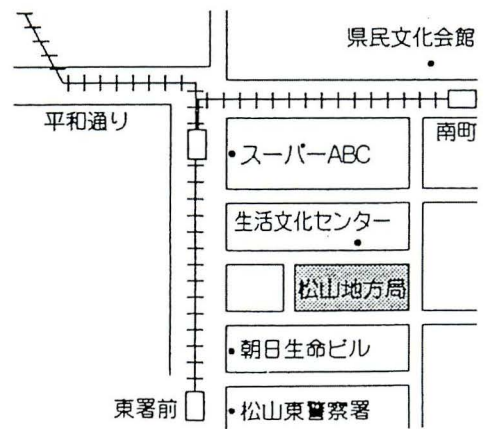 県民文化会館
平和通り
南町
スーパーABC
生活文化センター
松山地方局
朝日生命ビル
東署前
松山東警察署